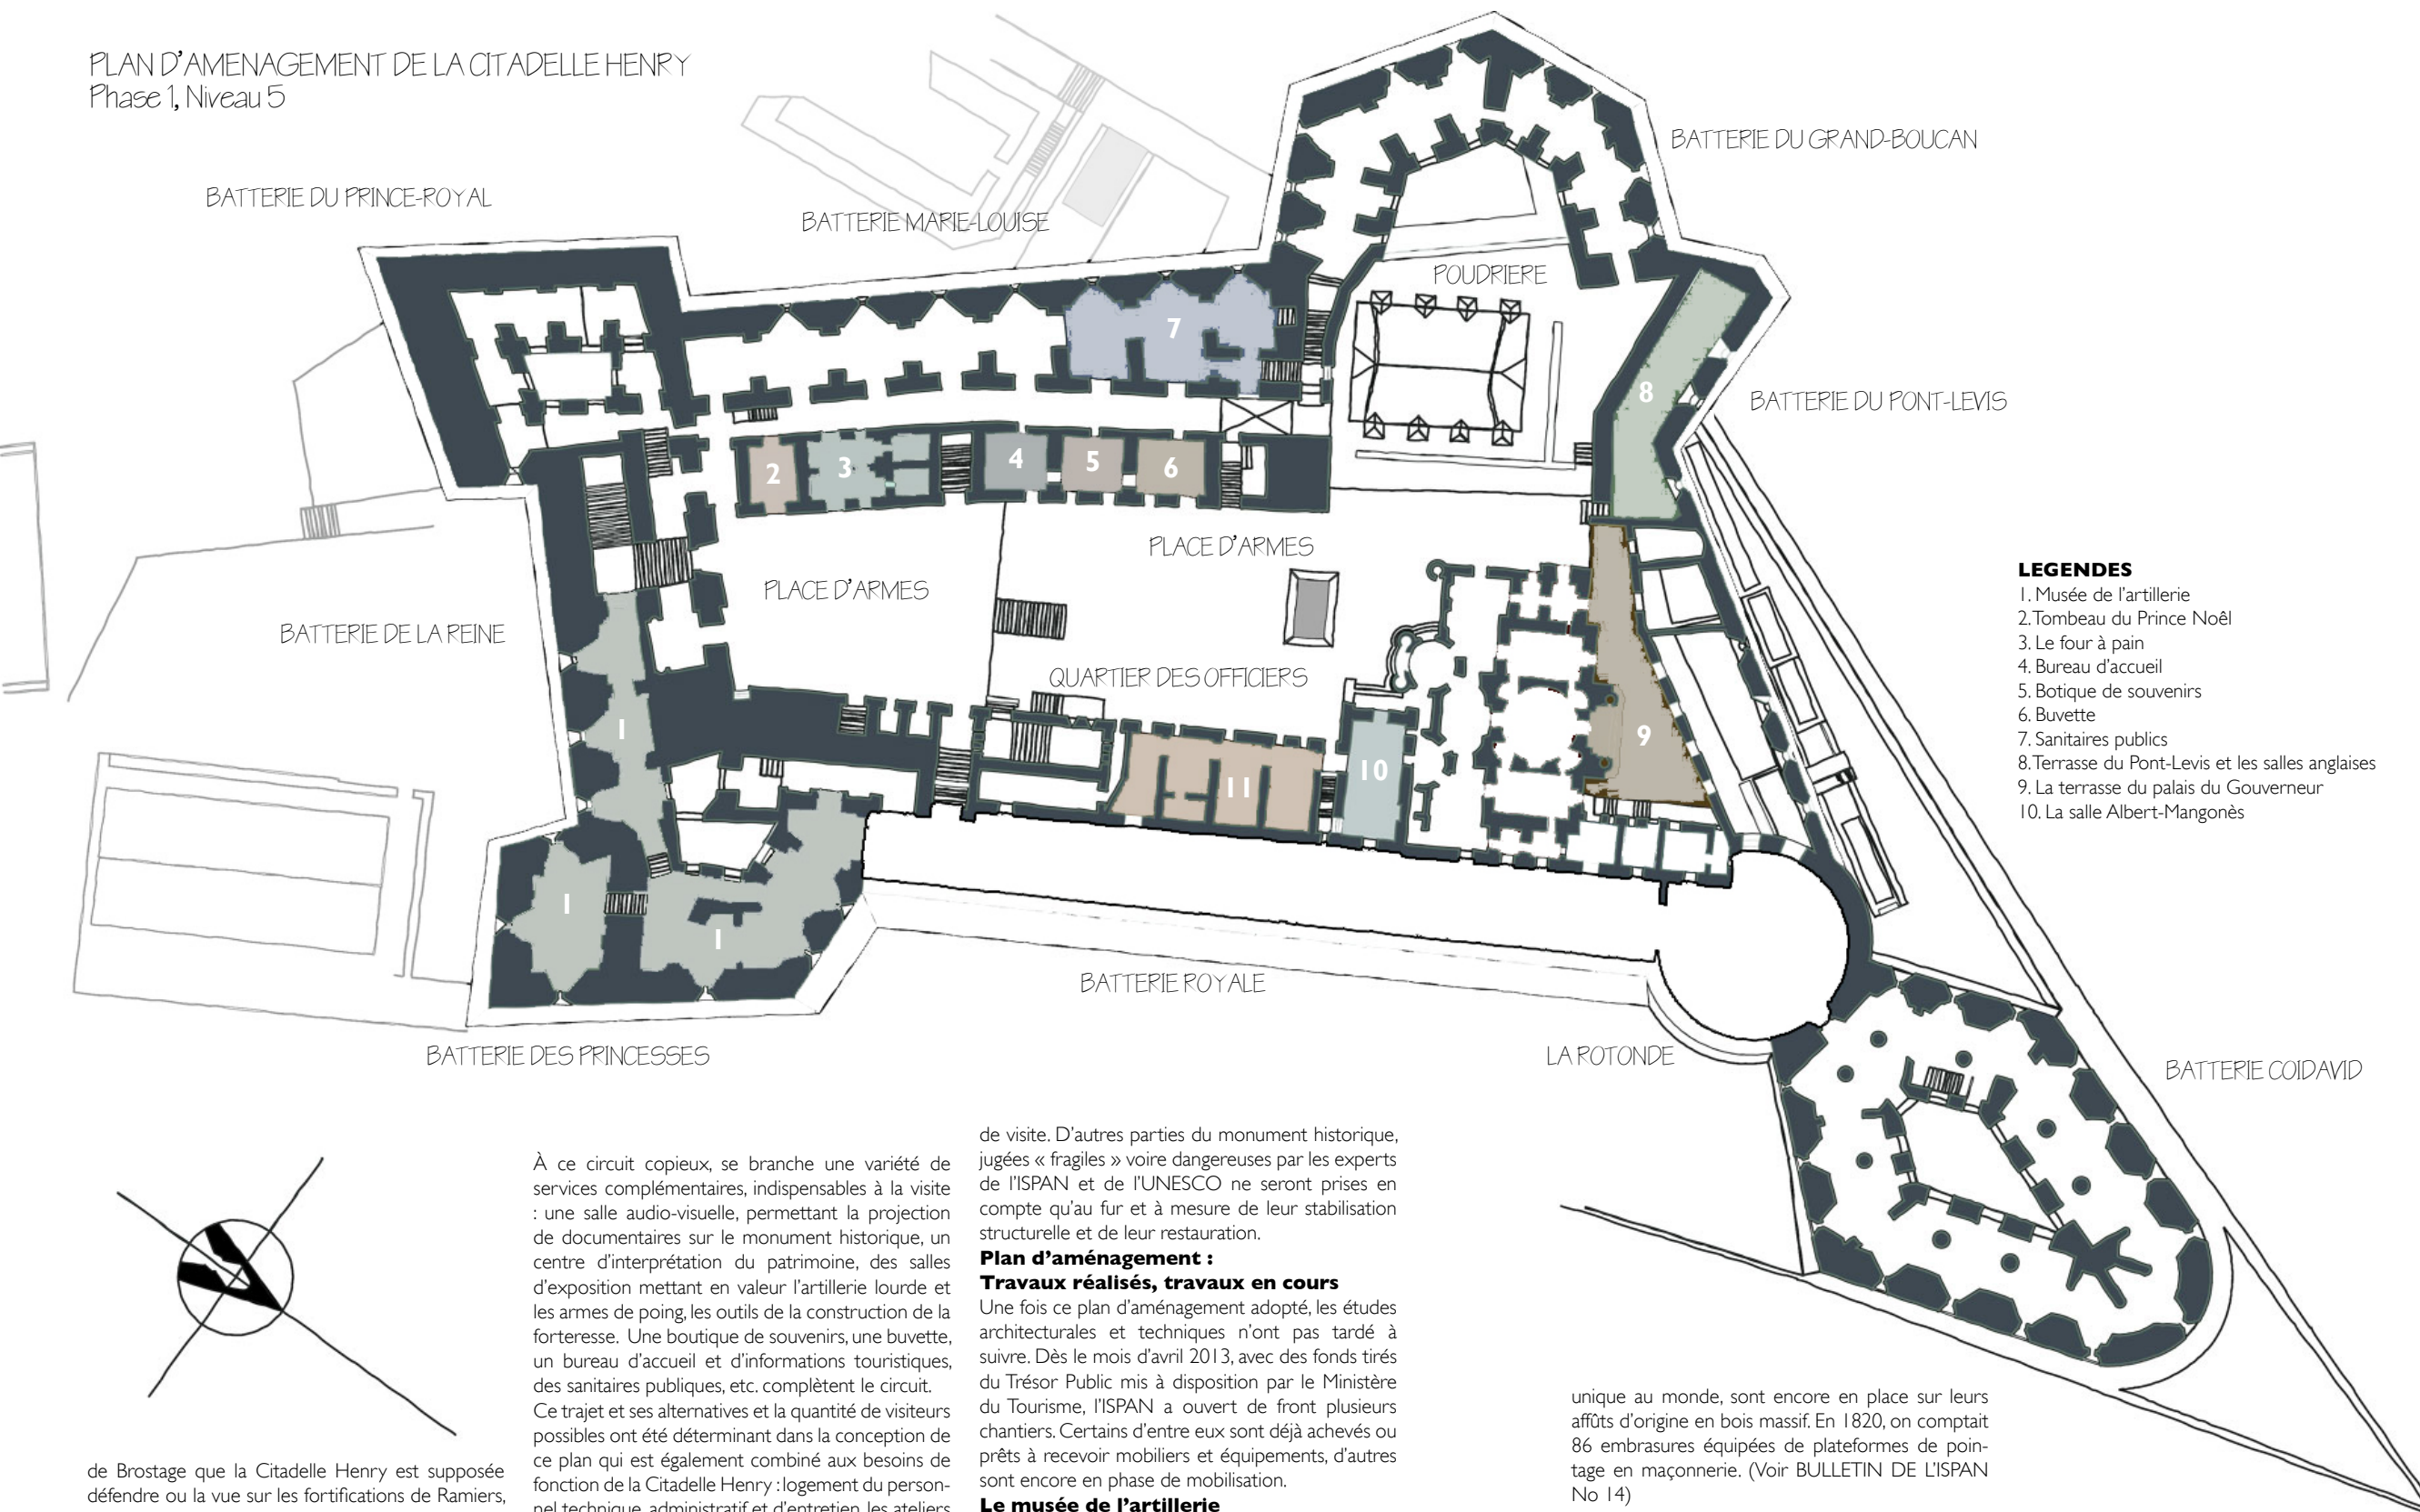 PLAN D'AMENAGEMENT DE LA CITADELLE HENRY
Phase 1, Niveau 5
BATTERIE DU GRAND-BOUCAN
BATTERIE DU PRINCE-ROYAL
BATTERIE MARIE-LOUISE
POUDRIERE
7
8
BATTERIE DU PONT-LEVIS
2
3
4
5
6
PLACE D'ARMES
PLACE D'ARMES
BATTERIE DE LA REINE
QUARTIER DES OFFICIERS
1
9
10
11
1
1
BATTERIE ROYALE
BATTERIE DES PRINCESSES
LA ROTONDE
BATTERIE COIDAVID
LEGENDES
1. Musée de l'artillerie
2. Tombeau du Prince Noêl
3. Le four à pain
4. Bureau d'accueil
5. Botique de souvenirs
6. Buvette
7. Sanitaires publics
8. Terrasse du Pont-Levis et les salles anglaises
9. La terrasse du palais du Gouverneur
10. La salle Albert-Mangonès
de Brostage que la Citadelle Henry est supposée
défendre ou la vue sur les fortifications de Ramiers,
À ce circuit copieux, se branche une variété de
services complémentaires, indispensables à la visite
: une salle audio-visuelle, permettant la projection
de documentaires sur le monument historique, un
centre d'interprétation du patrimoine, des salles
d'exposition mettant en valeur l'artillerie lourde et
les armes de poing, les outils de la construction de la
forteresse. Une boutique de souvenirs, une buvette,
un bureau d'accueil et d'informations touristiques,
des sanitaires publiques, etc. complètent le circuit.
Ce trajet et ses alternatives et la quantité de visiteurs
possibles ont été déterminant dans la conception de
ce plan qui est également combiné aux besoins de
fonction de la Citadelle Henry : logement du person-
nel technique, administratif et d'entretien, les ateliers
de visite. D'autres parties du monument historique,
jugées « fragiles » voire dangereuses par les experts
de l'ISPAN et de l'UNESCO ne seront prises en
compte qu'au fur et à mesure de leur stabilisation
structurelle et de leur restauration.
Plan d'aménagement :
Travaux réalisés, travaux en cours
Une fois ce plan d'aménagement adopté, les études
architecturales et techniques n'ont pas tardé à
suivre. Dès le mois d'avril 2013, avec des fonds tirés
du Trésor Public mis à disposition par le Ministère
du Tourisme, l'ISPAN a ouvert de front plusieurs
chantiers. Certains d'entre eux sont déjà achevés ou
prêts à recevoir mobiliers et équipements, d'autres
sont encore en phase de mobilisation.
Le musée de l'artillerie
unique au monde, sont encore en place sur leurs
affûts d'origine en bois massif. En 1820, on comptait
86 embrasures équipées de plateformes de poin-
tage en maçonnerie. (Voir BULLETIN DE L'ISPAN
No 14)